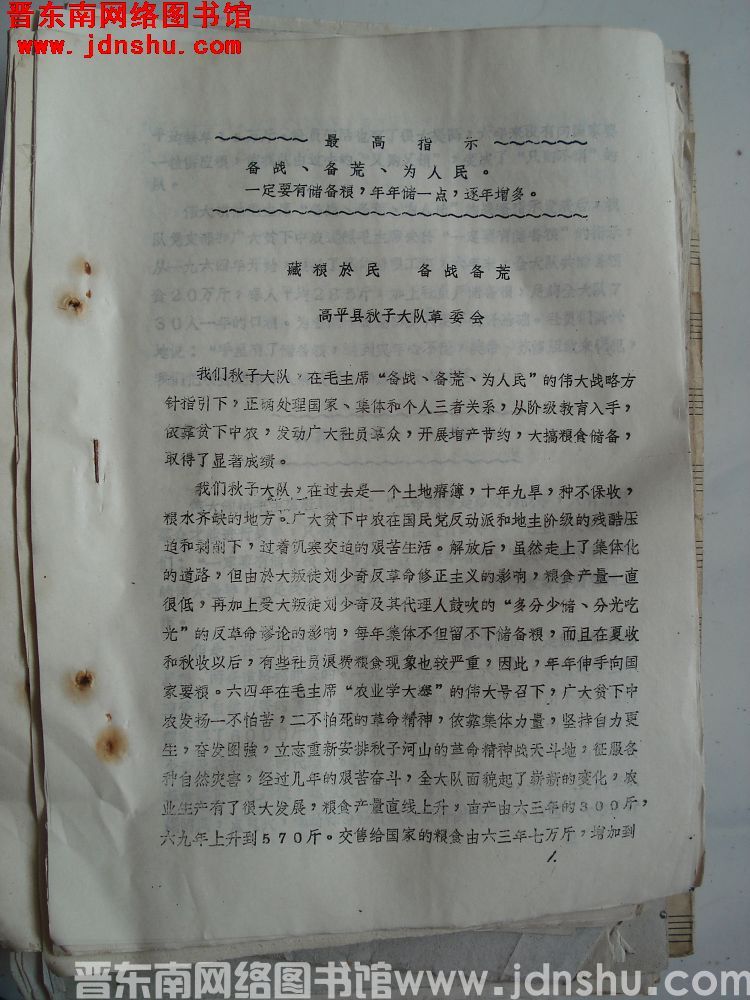 晋东南网络图书馆
www.jdnshu.com
最高指示
备战、备荒、为人民。
一定要有储备粮，年年储一点，逐年增多。
藏粮於民 备战备荒
高平县秋子大队革委会
我们秋子大队，在毛主席“备战、备荒、为人民”的伟大战略方
针指引下，正确处理国家、集体和个人三者关系，从阶级教育入手，
依靠贫下中农，发动广大社员羣众，开展增产节约，大搞粮食储备，
取得了显著成绩。
我们秋子大队，在过去是一个土地瘠簿，十年九旱，种不保收，
粮水齐缺的地方。广大贫下中农在国民党反动派和地主阶级的残酷压
迫和剥削下，过着饥寒交迫的艰苦生活。解放后，虽然走上了集体化
的道路，但由於大叛徒刘少奇反革命修正主义的影响，粮食产量一直
很低，再加上受大叛徒刘少奇及其代理人鼓吹的“多分少储、分光吃
光”的反革命谬论的影响，每年集体不但留不下储备粮，而且在夏收
和秋收以后，有些社员浪费粮食现象也较严重，因此，年年伸手向国
家要粮。六四年在毛主席“农业学大寨”的伟大号召下，广大贫下中
农发杨一不怕苦，二不怕死的革命精神，依靠集体力量，坚持自力更
生，奋发图强，立志重新安排秋子河山的革命精神战天斗地，征服各
种自然灾害，经过几年的艰苦奋斗，全大队面貌起了崭崭的变化，农
业生产有了很大发展，粮食产量直线上升，亩产由六三年的300斤，
六九年上升到570斤。交售给国家的粮食由六三年七万斤，增加到
1.
晋东南网络图书馆www.jdnshu.com